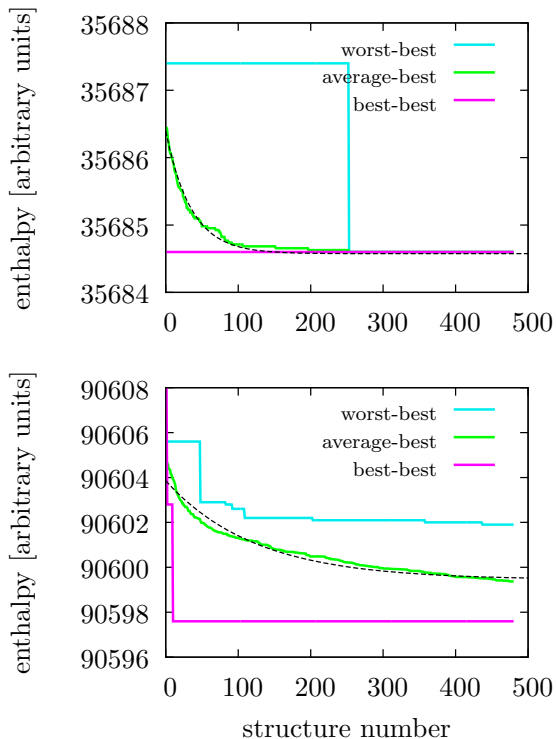 35688
35687
35686
35685
35684
enthalpy [arbitrary units]
worst-best
average-best
best-best
0 100 200 300 400 500
90608
90606
90604
90602
90600
90598
90596
enthalpy [arbitrary units]
worst-best
average-best
best-best
0 100 200 300 400 500
structure number